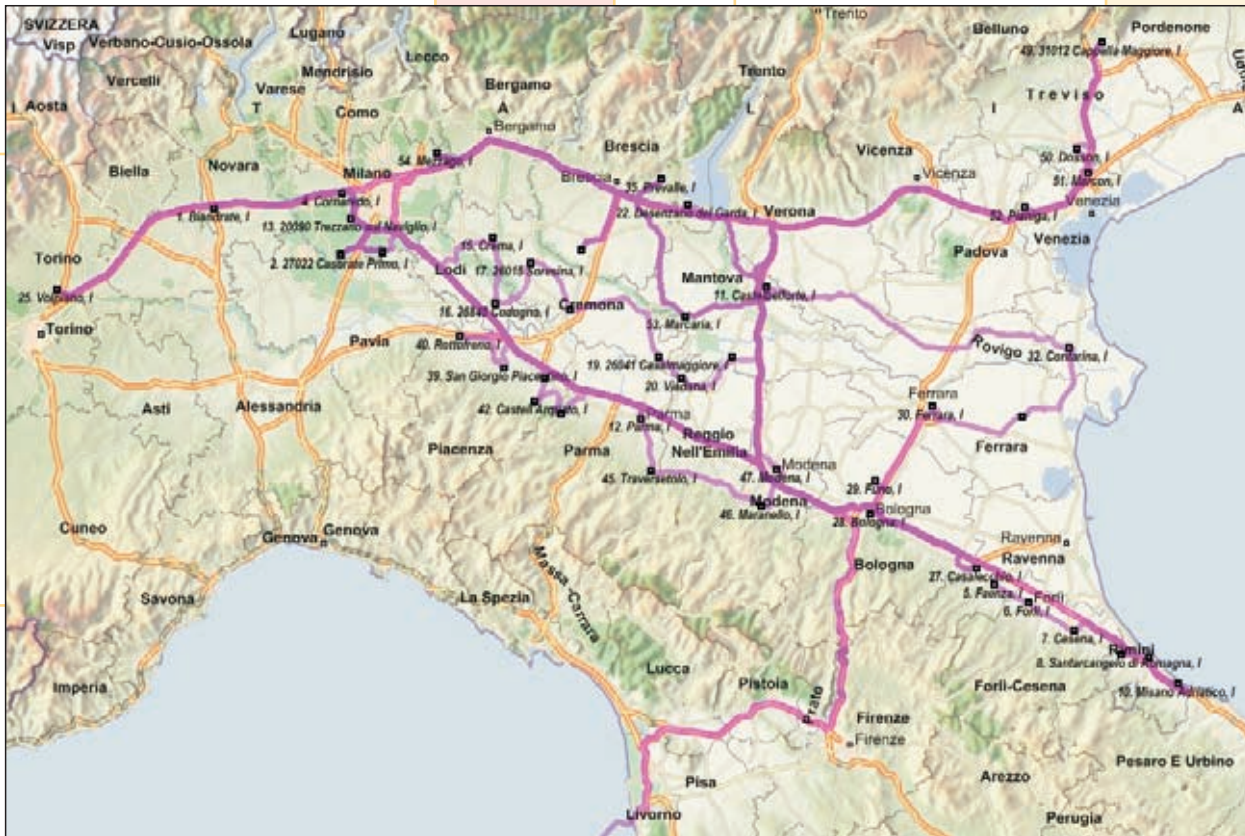 SVIZZERA
Visp
Verbano-Cusio-Ossola
Lugano
Mendrisio
Lecco
Trento
Belluno
Pordenone
49. 31012 Cappella Maggiore, I
Aosta
I
Vercelli
Varese
Como
T
Bergamo
A
Bergamo
Trento
L
I
Treviso
A
Biella
Novara
Milano
54. Mezzago, I
Brescia
Brescia
35. Prevalle, I
Vicenza
Vicenza
50. Dosson, I
51. Marcon, I
1. Biandrate, I
4. Cornaredo, I
13. 20090 Trezzano sul Naviglio, I
22. Desenzano del Garda, I
Verona
52. Pianiga, I
Venezia
Venezia
Padova
Torino
25. Volpiano, I
2. 27022 Casorate Primo, I
15. Crema, I
Lodi
17. 26015 Soresina, I
Mantova
11. Casteldelforte, I
Torino
16. 26845 Codogno, I
Cremona
53. Marcaria, I
Pavia
40. Rottofreno, I
Rovigo
32. Contarina, I
39. San Giorgio Piacentino, I
19. 26041 Casalmaggiore, I
20. Viadana, I
Asti
Alessandria
42. Castell Arquato, I
Parma
12. Parma, I
Ferrara
30. Ferrara, I
Piacenza
Parma
Reggio
Nell'Emilia
Ferrara
45. Traversetolo, I
Modena
47. Modena, I
29. Funo, I
Modena
46. Maranello, I
Bologna
28. Bologna, I
Cuneo
Genova
Genova
Ravenna
Ravenna
Massa-Carrara
Bologna
27. Casalecchio, I
5. Faenza, I
Forlì
6. Forlì, I
Savona
La Spezia
7. Cesena, I
Rimini
8. Santarcangelo di Romagna, I
Imperia
Lucca
Pistoia
Prato
Forlì-Cesena
10. Misano Adriatico, I
Firenze
Firenze
Pesaro E Urbino
Pisa
Arezzo
Livorno
Perugia